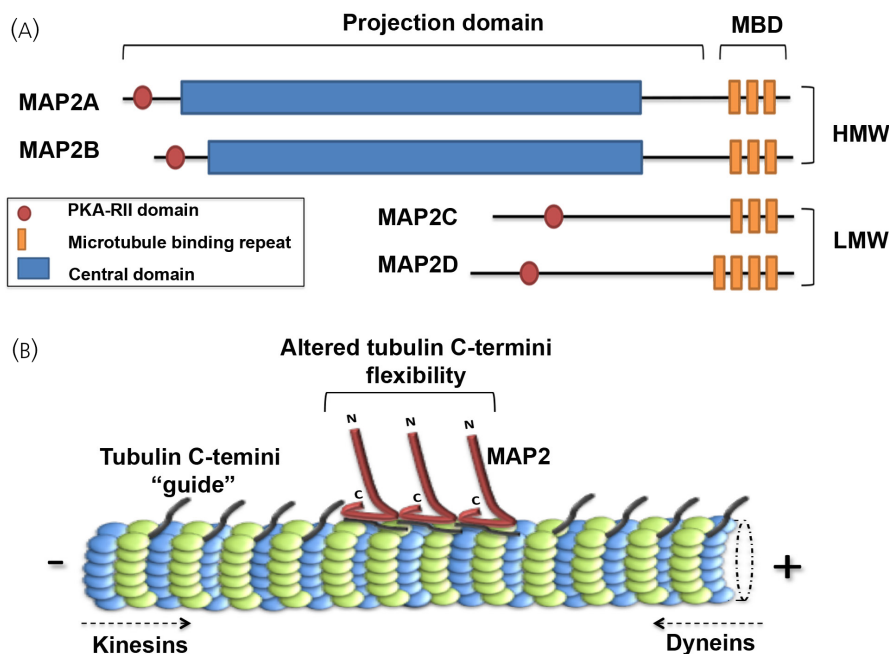 (A)
Projection domain
MBD
MAP2A
HMW
MAP2B
PKA-RII domain
Microtubule binding repeat
Central domain
MAP2C
LMW
MAP2D
(B)
Altered tubulin C-termini
flexibility
N N N
Tubulin C-temini
“guide”
MAP2
C C C
– +
Kinesins
Dyneins